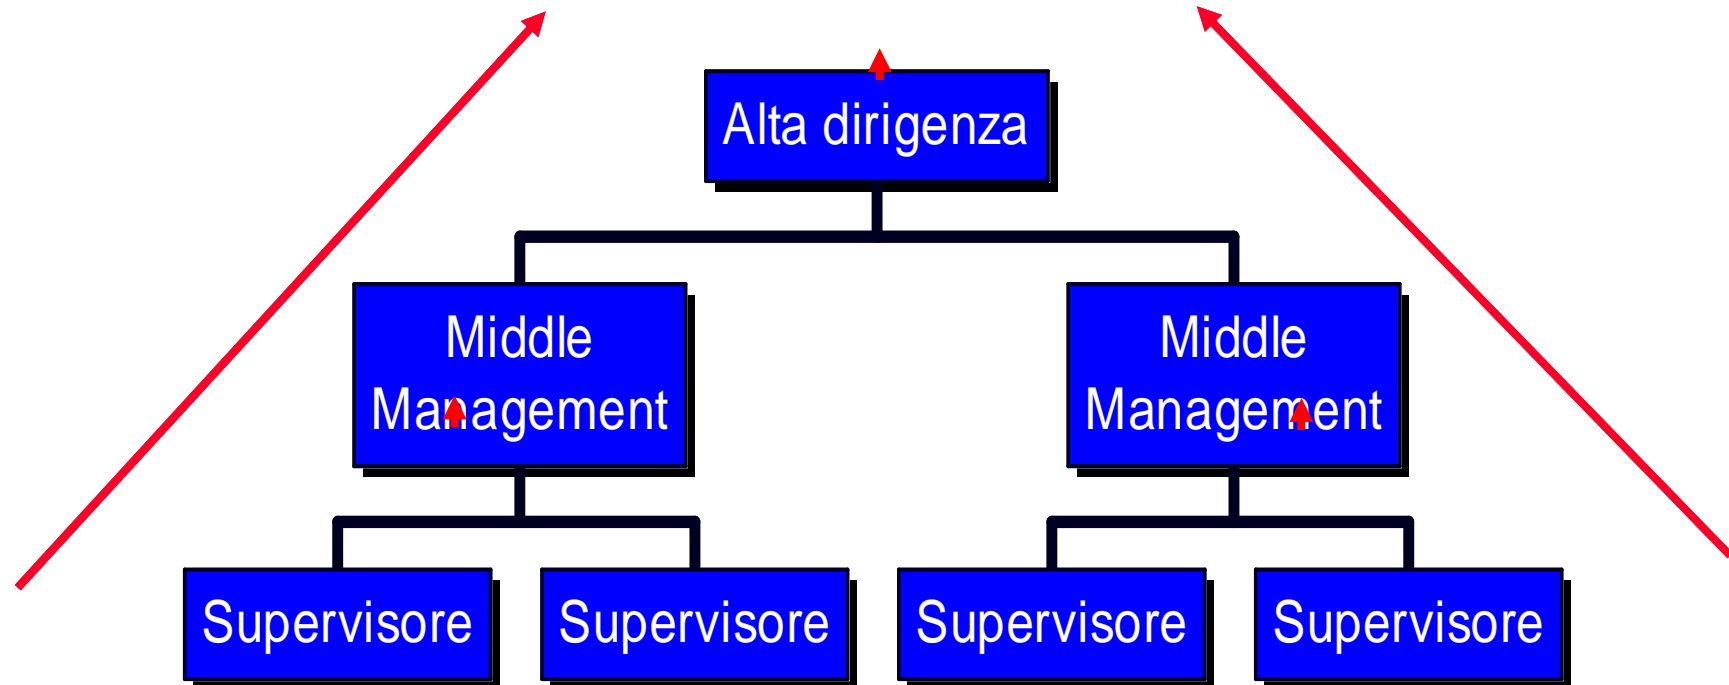 Alta dirigenza
Middle
Management
Middle
Management
Supervisore
Supervisore
Supervisore
Supervisore